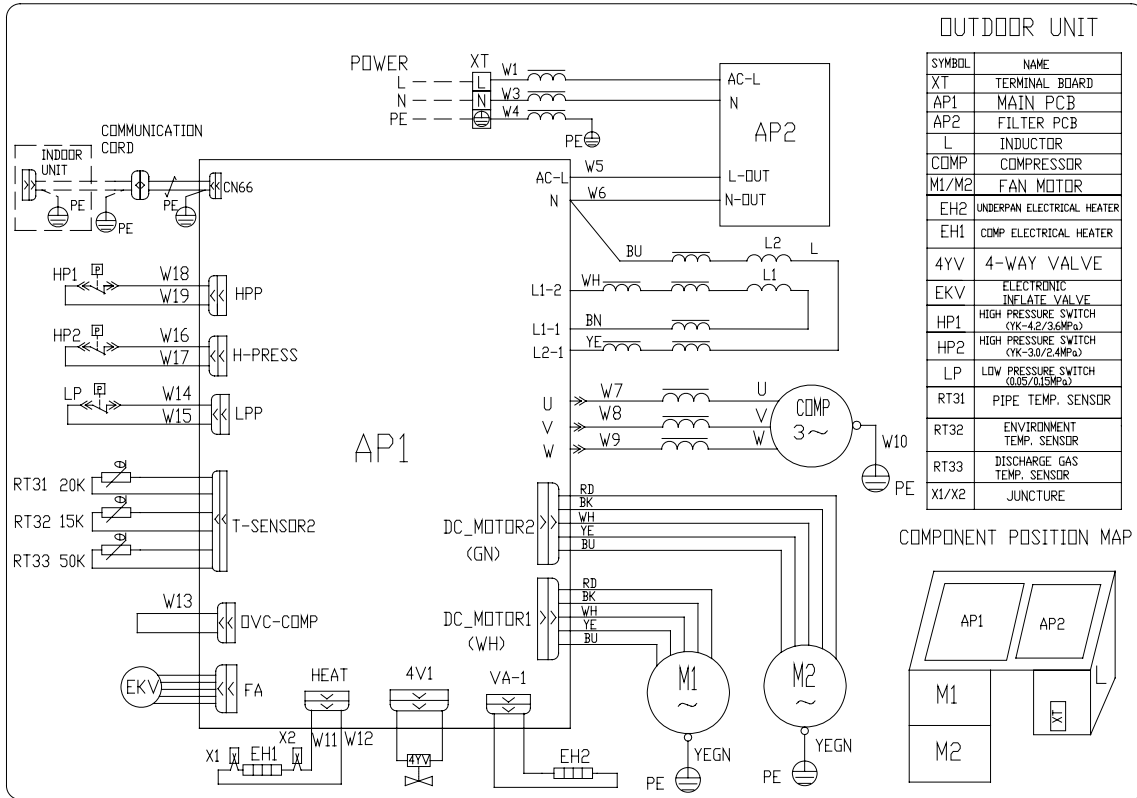 OUTDOOR UNIT
SYMBOL NAME
XT TERMINAL BOARD
AP1 MAIN PCB
AP2 FILTER PCB
L INDUCTOR
COMP COMPRESSOR
M1/M2 FAN MOTOR
EH2 UNDERPAN ELECTRICAL HEATER
EH1 COMP ELECTRICAL HEATER
4YV 4-WAY VALVE
EKV ELECTRONIC
INFLATE VALVE
HP1 HIGH PRESSURE SWITCH
(YK-4.2/3.6MPa)
HP2 HIGH PRESSURE SWITCH
(YK-3.0/2.4MPa)
LP LOW PRESSURE SWITCH
(0.05/0.15MPa)
RT31 PIPE TEMP. SENSOR
RT32 ENVIRONMENT
TEMP. SENSOR
RT33 DISCHARGE GAS
TEMP. SENSOR
X1/X2 JUNCTURE
COMPONENT POSITION MAP
AP1 AP2
L
M1
XT
M2
POWER XT
L L W1 AC-L
N N W3 N
PE W4 PE
AP2
L-OUT
N-OUT
COMMUNICATION
CORD
INDOOR
UNIT
CN66
PE PE PE
AC-L W5
N W6
BU L2 L
L1-2 WH L1
L1-1 BN
L2-1 YE
HP1 P W18
W19 HPP
HP2 P W16
W17 H-PRESS
LP P W14
W15 LPP
AP1
U W7 U
V W8 V
W W9 W
COMP
3~
W10
PE
RT31 20K θ
RT32 15K θ
RT33 50K θ
T-SENSOR2
DC_MOTOR2
(GN)
RD
BK
WH
YE
BU
W13 OVC-COMP
DC_MOTOR1
(WH)
RD
BK
WH
YE
BU
EKV FA
HEAT 4V1 VA-1
X1 EH1 X2 W11 W12
4YV
EH2
M1
~
YEGN
PE
M2
~
YEGN
PE